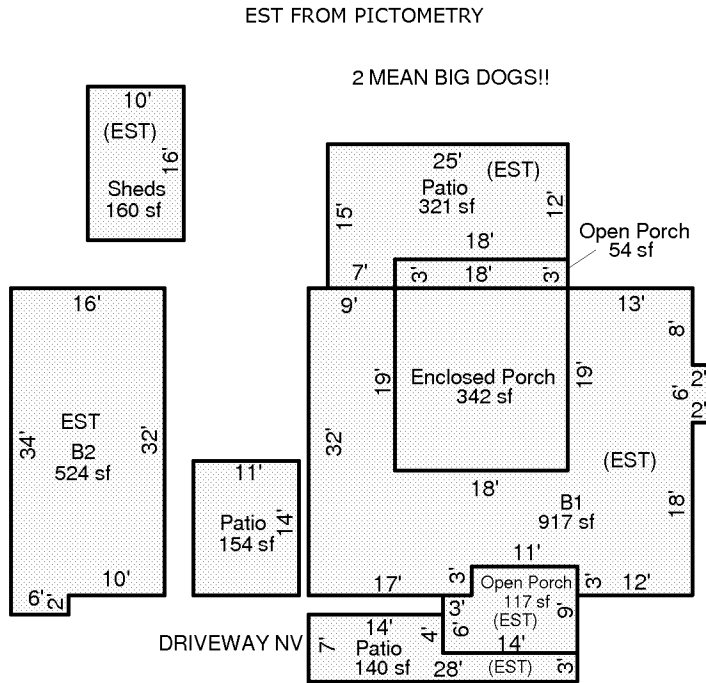 EST FROM PICTOMETRY
2 MEAN BIG DOGS!!
10'
(EST)
16'
Sheds
160 sf
25'
(EST)
Patio
321 sf
15'
12'
18'
7'
Open Porch
54 sf
3'
18'
3'
16'
34'
EST
B2
524 sf
32'
10'
6'
2'
11'
Patio
154 sf
14'
9'
13'
8'
2'
6'
2'
19'
Enclosed Porch
342 sf
19'
32'
18'
(EST)
18'
B1
917 sf
11'
17'
3'
3'
12'
Open Porch
117 sf
(EST)
3'
6'
9'
14'
DRIVEWAY NV
14'
7'
4'
Patio
140 sf
28'
(EST)
3'